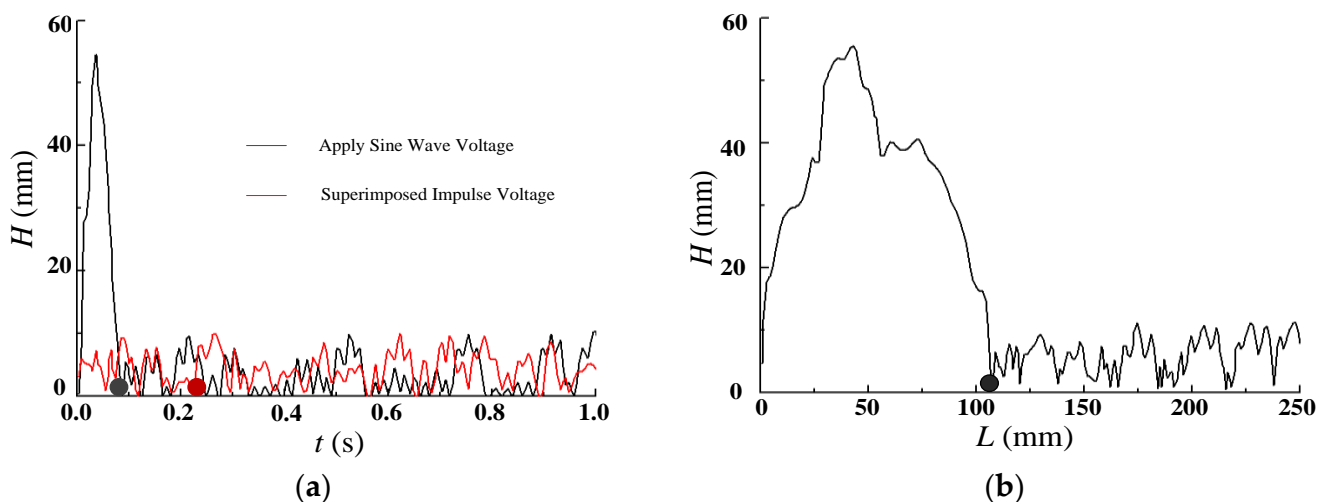 60
40
20
0
H (mm)
Apply Sine Wave Voltage
Superimposed Impulse Voltage
0.0 0.2 0.4 0.6 0.8 1.0
t (s)
(a)
60
40
20
0
H (mm)
0 50 100 150 200 250
L (mm)
(b)